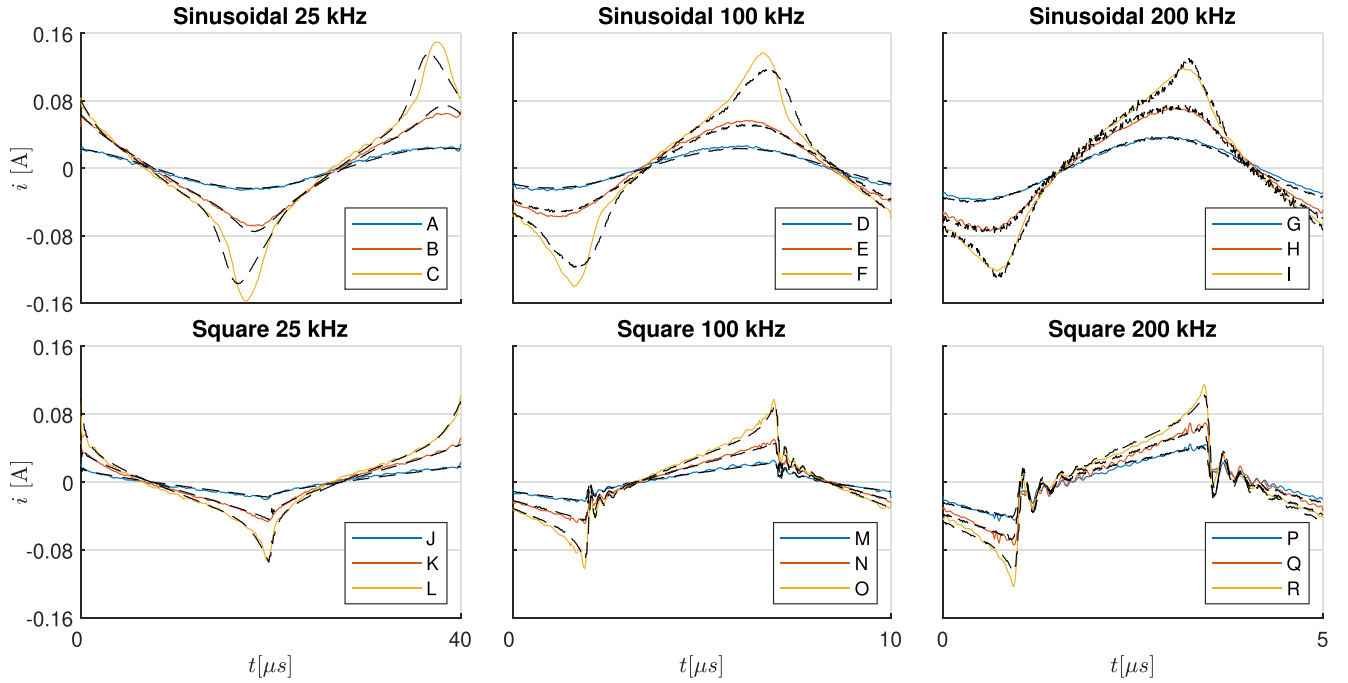 Sinusoidal 25 kHz
Sinusoidal 100 kHz
Sinusoidal 200 kHz
0.16
0.08
0
-0.08
-0.16
i [A]
A
B
C
D
E
F
G
H
I
Square 25 kHz
Square 100 kHz
Square 200 kHz
0.16
0.08
0
-0.08
-0.16
i [A]
J
K
L
M
N
O
P
Q
R
0
40
0
10
0
5
t[μs]
t[μs]
t[μs]